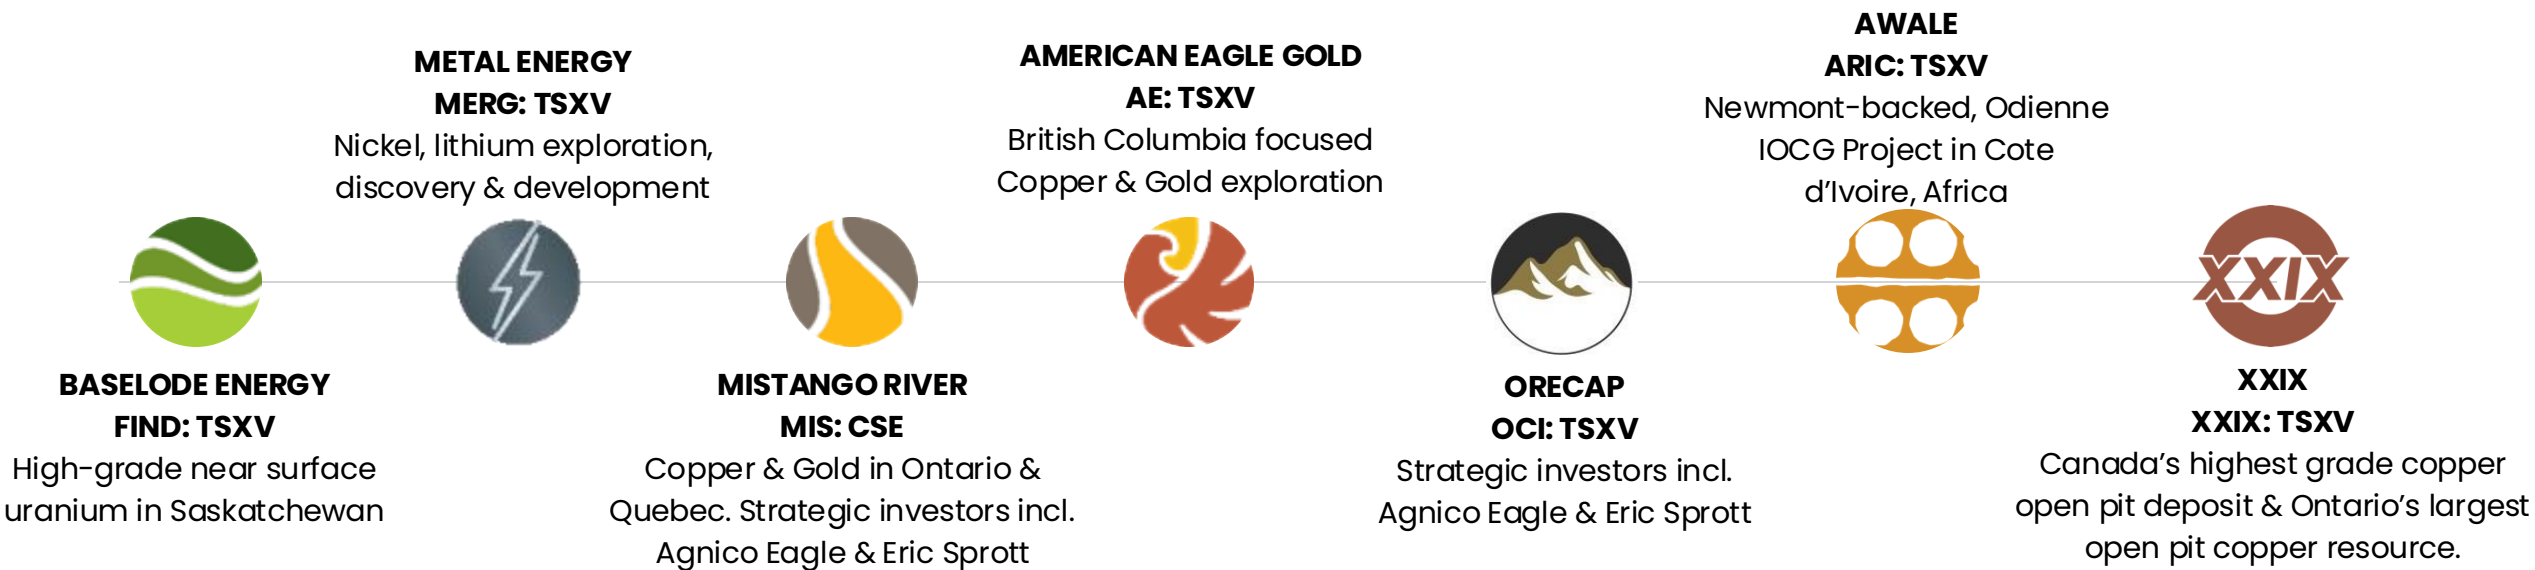 BASELODE ENERGY
FIND: TSXV
High-grade near surface
uranium in Saskatchewan
METAL ENERGY
MERG: TSXV
Nickel, lithium exploration,
discovery & development
MISTANGO RIVER
MIS: CSE
Copper & Gold in Ontario &
Quebec. Strategic investors incl.
Agnico Eagle & Eric Sprott
AMERICAN EAGLE GOLD
AE: TSXV
British Columbia focused
Copper & Gold exploration
ORECAP
OCI: TSXV
Strategic investors incl.
Agnico Eagle & Eric Sprott
AWALE
ARIC: TSXV
Newmont-backed, Odienne
IOCG Project in Cote
d’Ivoire, Africa
XXIX
XXIX
XXIX: TSXV
Canada’s highest grade copper
open pit deposit & Ontario’s largest
open pit copper resource.